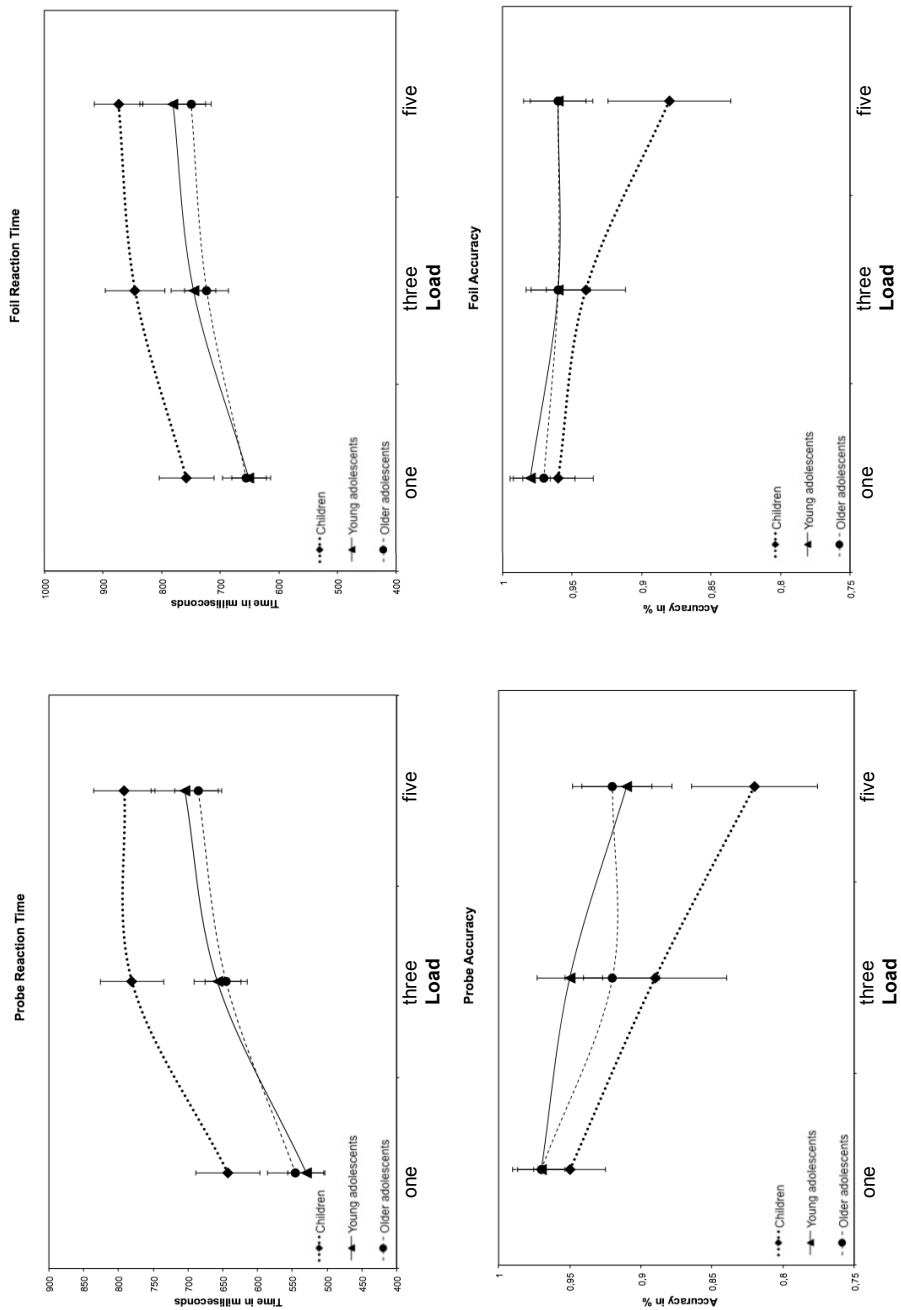 Probe Reaction Time
900
850
800
750
700
650
600
550
500
450
400
Time in milliseconds
Children
Young adolescents
Older adolescents
one
three
five
Load
Foil Reaction Time
1000
900
800
700
600
500
400
Time in milliseconds
Children
Young adolescents
Older adolescents
one
three
five
Load
Probe Accuracy
1
0,95
0,9
0,85
0,8
0,75
Accuracy in %
Children
Young adolescents
Older adolescents
one
three
five
Load
Foil Accuracy
1
0,95
0,9
0,85
0,8
0,75
Accuracy in %
Children
Young adolescents
Older adolescents
one
three
five
Load